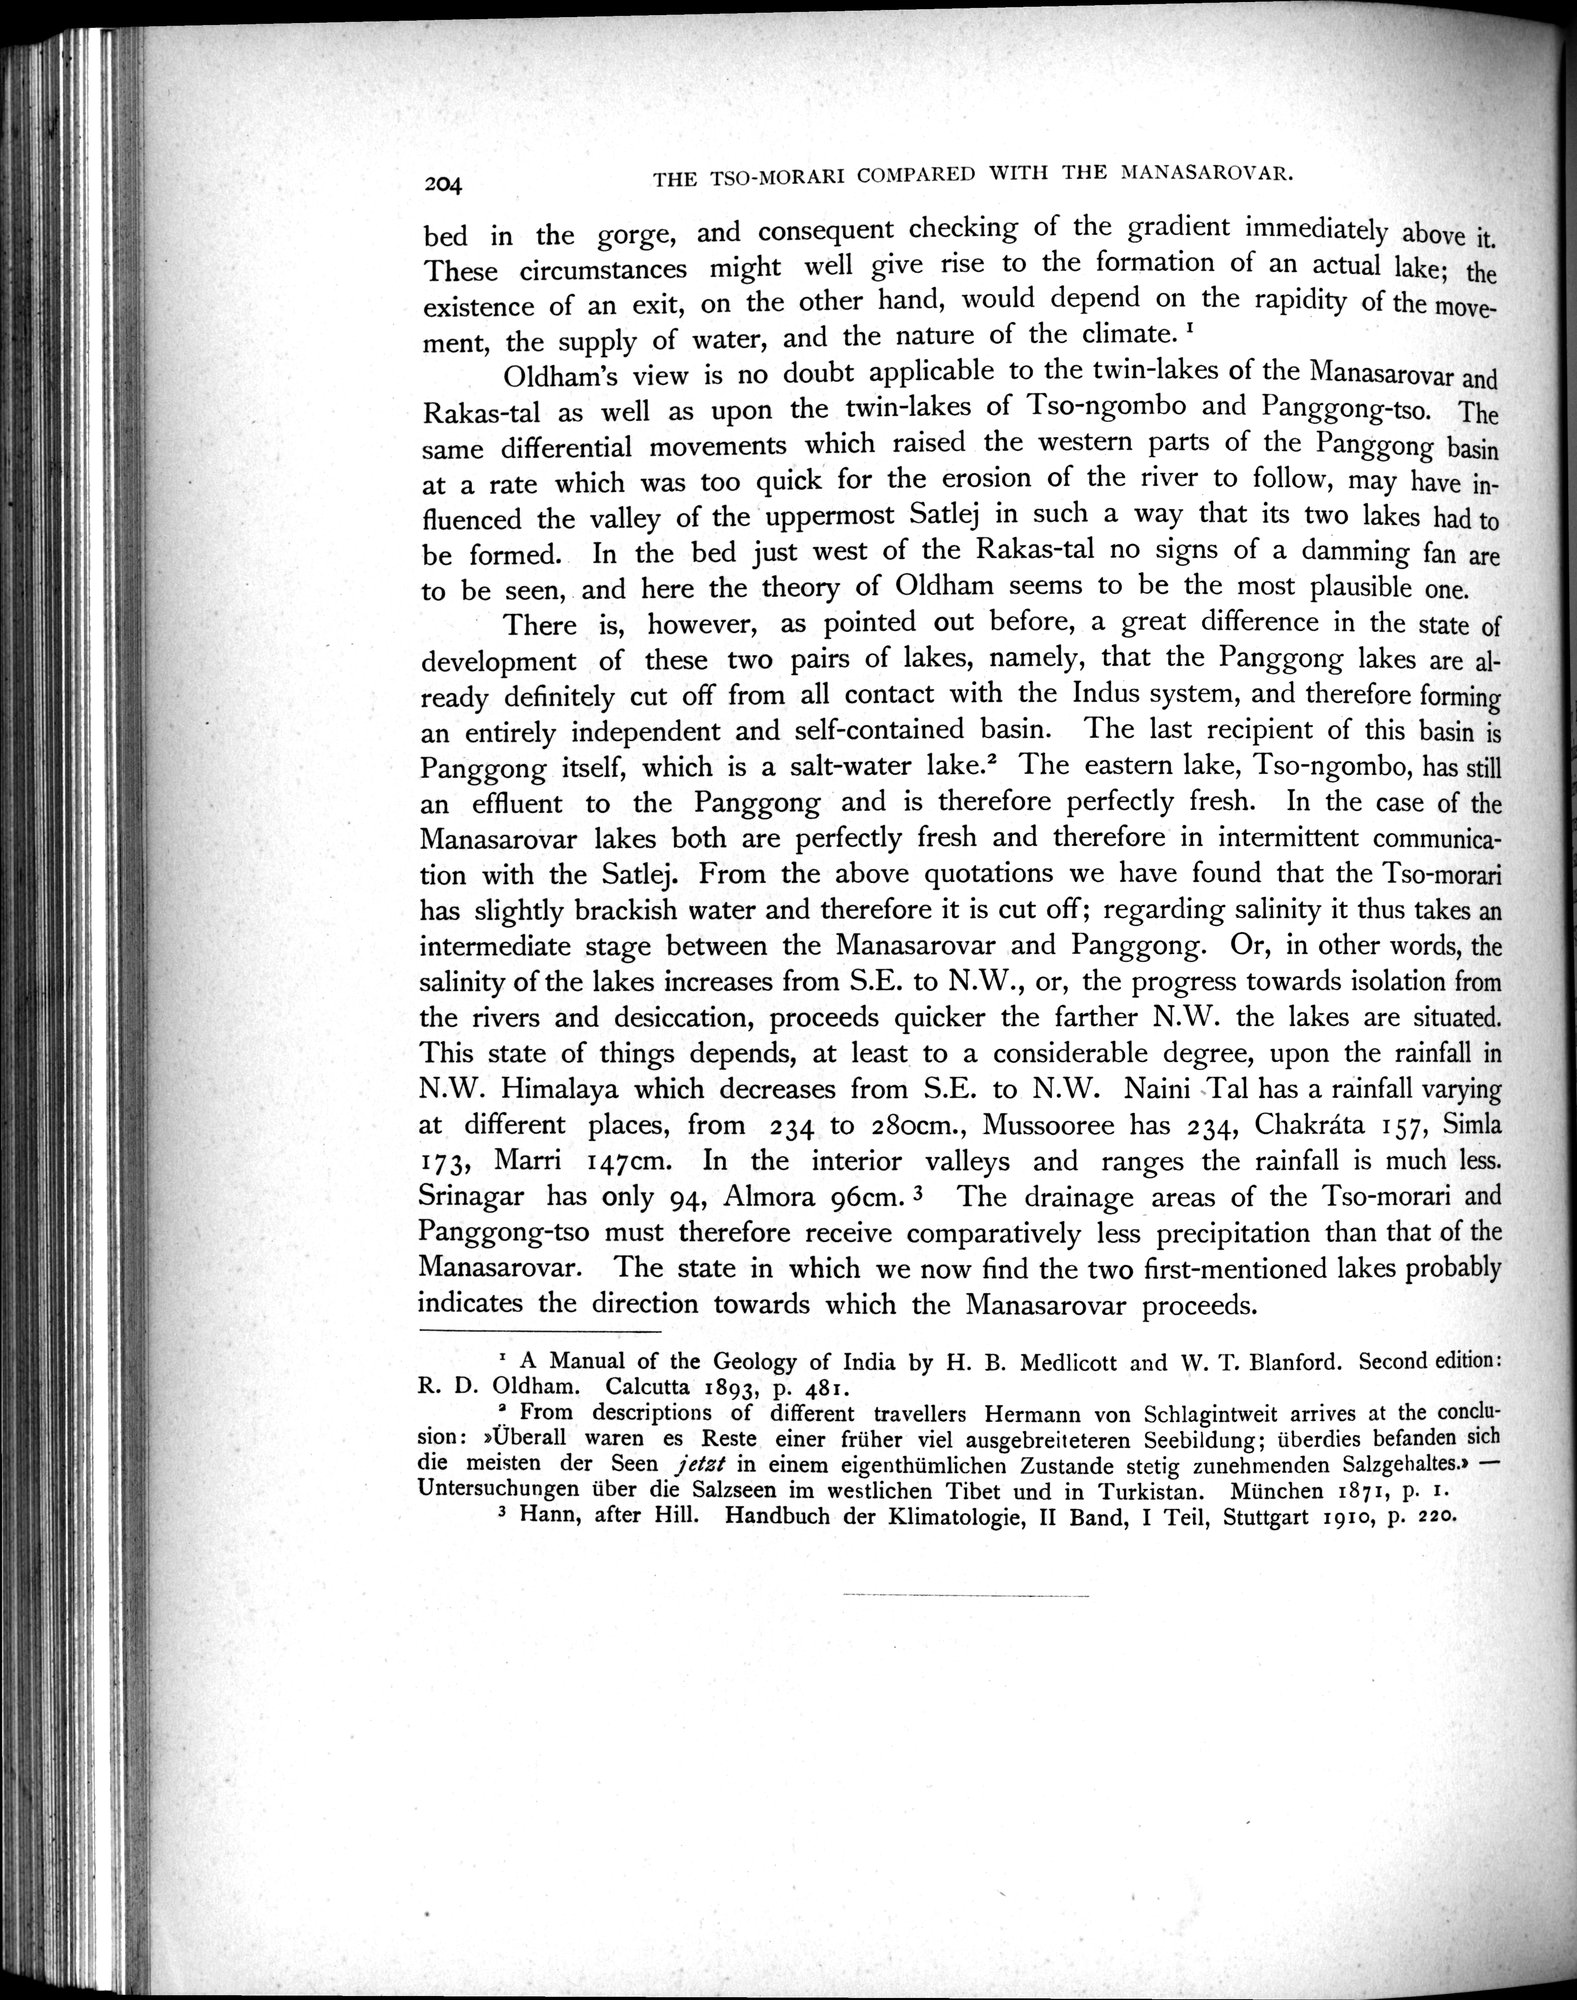 204 THE TSO-MORARI COMPARED WITH THE MANASAROVAR.
bed in the gorge, and consequent checking of the gradient immediately above it.
These circumstances might well give rise to the formation of an actual lake; the
existence of an exit, on the other hand, would depend on the rapidity of the move-
ment, the supply of water, and the nature of the climate. ¹
Oldham's view is no doubt applicable to the twin-lakes of the Manasarovar and
Rakas-tal as well as upon the twin-lakes of Tso-ngombo and Panggong-tso. The
same differential movements which raised the western parts of the Panggong basin
at a rate which was too quick for the erosion of the river to follow, may have in-
fluenced the valley of the uppermost Satlej in such a way that its two lakes had to
be formed. In the bed just west of the Rakas-tal no signs of a damming fan are
to be seen, and here the theory of Oldham seems to be the most plausible one.
There is, however, as pointed out before, a great difference in the state of
development of these two pairs of lakes, namely, that the Panggong lakes are al-
ready definitely cut off from all contact with the Indus system, and therefore forming
an entirely independent and self-contained basin. The last recipient of this basin is
Panggong itself, which is a salt-water lake.² The eastern lake, Tso-ngombo, has still
an effluent to the Panggong and is therefore perfectly fresh. In the case of the
Manasarovar lakes both are perfectly fresh and therefore in intermittent communica-
tion with the Satlej. From the above quotations we have found that the Tso-morari
has slightly brackish water and therefore it is cut off; regarding salinity it thus takes an
intermediate stage between the Manasarovar and Panggong. Or, in other words, the
salinity of the lakes increases from S.E. to N.W., or, the progress towards isolation from
the rivers and desiccation, proceeds quicker the farther N.W. the lakes are situated.
This state of things depends, at least to a considerable degree, upon the rainfall in
N.W. Himalaya which decreases from S.E. to N.W. Naini Tal has a rainfall varying
at different places, from 234 to 280cm., Mussooree has 234, Chakráta 157, Simla
173, Marri 147cm. In the interior valleys and ranges the rainfall is much less.
Srinagar has only 94, Almora 96cm. ³ The drainage areas of the Tso-morari and
Panggong-tso must therefore receive comparatively less precipitation than that of the
Manasarovar. The state in which we now find the two first-mentioned lakes probably
indicates the direction towards which the Manasarovar proceeds.
¹ A Manual of the Geology of India by H. B. Medlicott and W. T. Blanford. Second edition:
R. D. Oldham. Calcutta 1893, p. 481.
² From descriptions of different travellers Hermann von Schlagintweit arrives at the conclu-
sion: »Überall waren es Reste einer früher viel ausgebreiteteren Seebildung; überdies befanden sich
die meisten der Seen jetzt in einem eigenthümlichen Zustande stetig zunehmenden Salzgehaltes.» —
Untersuchungen über die Salzseen im westlichen Tibet und in Turkistan. München 1871, p. 1.
³ Hann, after Hill. Handbuch der Klimatologie, II Band, I Teil, Stuttgart 1910, p. 220.